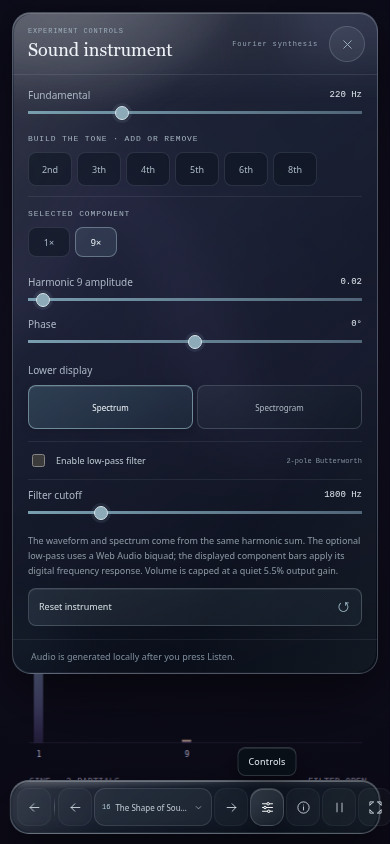 EXPERIMENT CONTROLS
Sound instrument
Fourier synthesis
Fundamental
220 Hz
BUILD THE TONE · ADD OR REMOVE
2nd 3th 4th 5th 6th 8th
SELECTED COMPONENT
1× 9×
Harmonic 9 amplitude
0.02
Phase
0°
Lower display
Spectrum
Spectrogram
Enable low-pass filter
2-pole Butterworth
Filter cutoff
1800 Hz
The waveform and spectrum come from the same harmonic sum. The optional
low-pass uses a Web Audio biquad; the displayed component bars apply its
digital frequency response. Volume is capped at a quiet 5.5% output gain.
Reset instrument
Audio is generated locally after you press Listen.
1 9
Controls
16 The Shape of Sou...